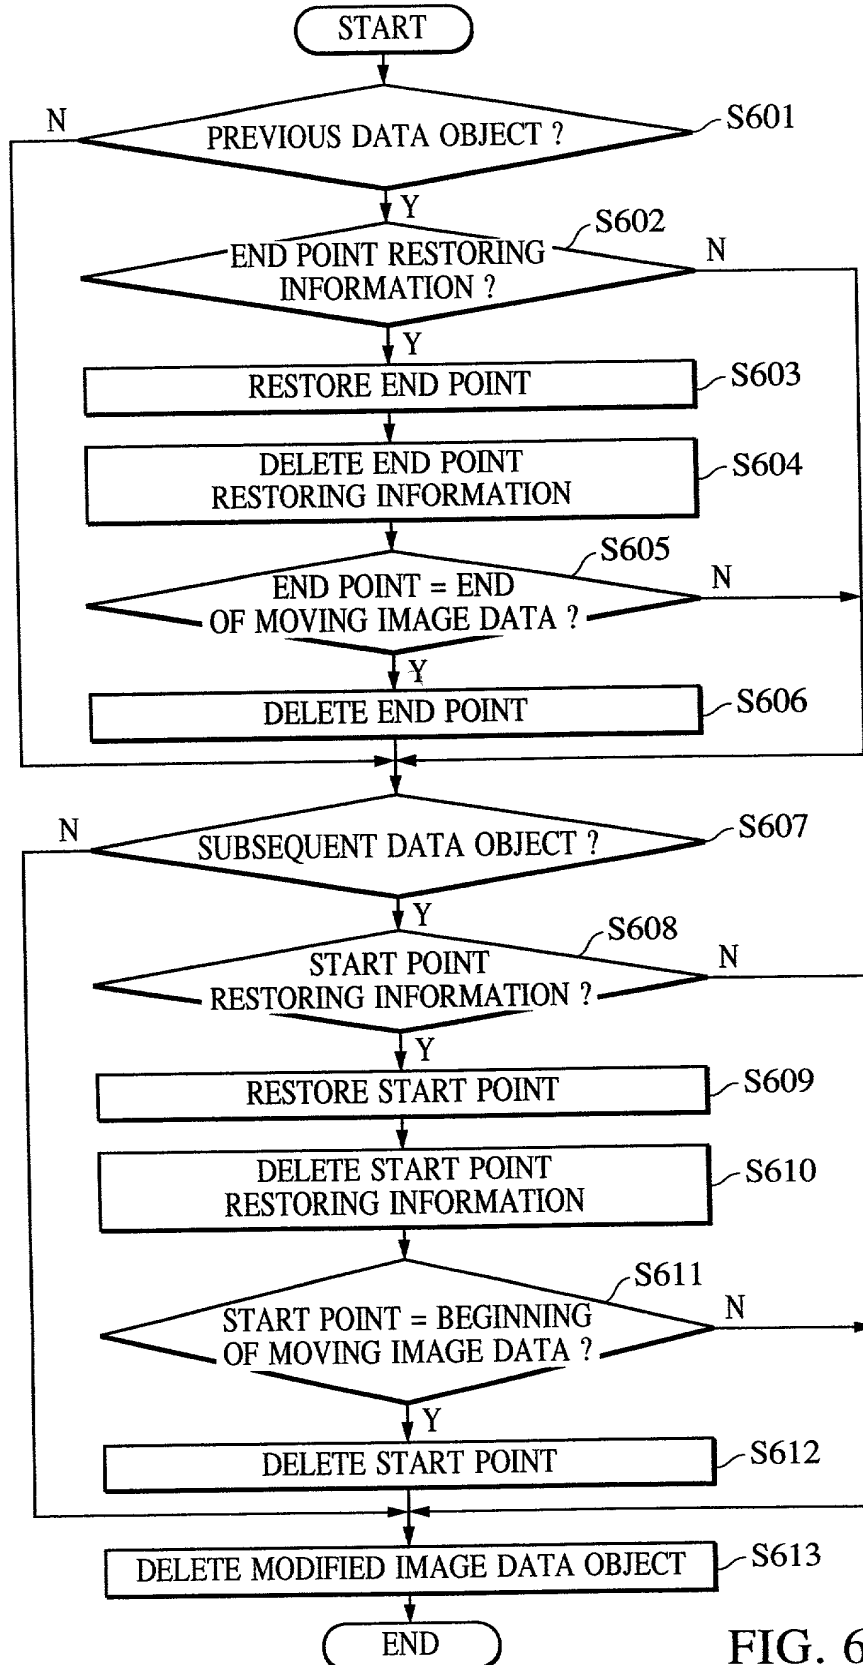 START
N
PREVIOUS DATA OBJECT ?
S601
Y
S602
END POINT RESTORING
INFORMATION ?
N
Y
RESTORE END POINT
S603
DELETE END POINT
RESTORING INFORMATION
S604
S605
END POINT = END
OF MOVING IMAGE DATA ?
N
Y
DELETE END POINT
S606
N
SUBSEQUENT DATA OBJECT ?
S607
Y
S608
START POINT
RESTORING INFORMATION ?
N
Y
RESTORE START POINT
S609
DELETE START POINT
RESTORING INFORMATION
S610
S611
START POINT = BEGINNING
OF MOVING IMAGE DATA ?
N
Y
DELETE START POINT
S612
DELETE MODIFIED IMAGE DATA OBJECT
S613
END
FIG. 6